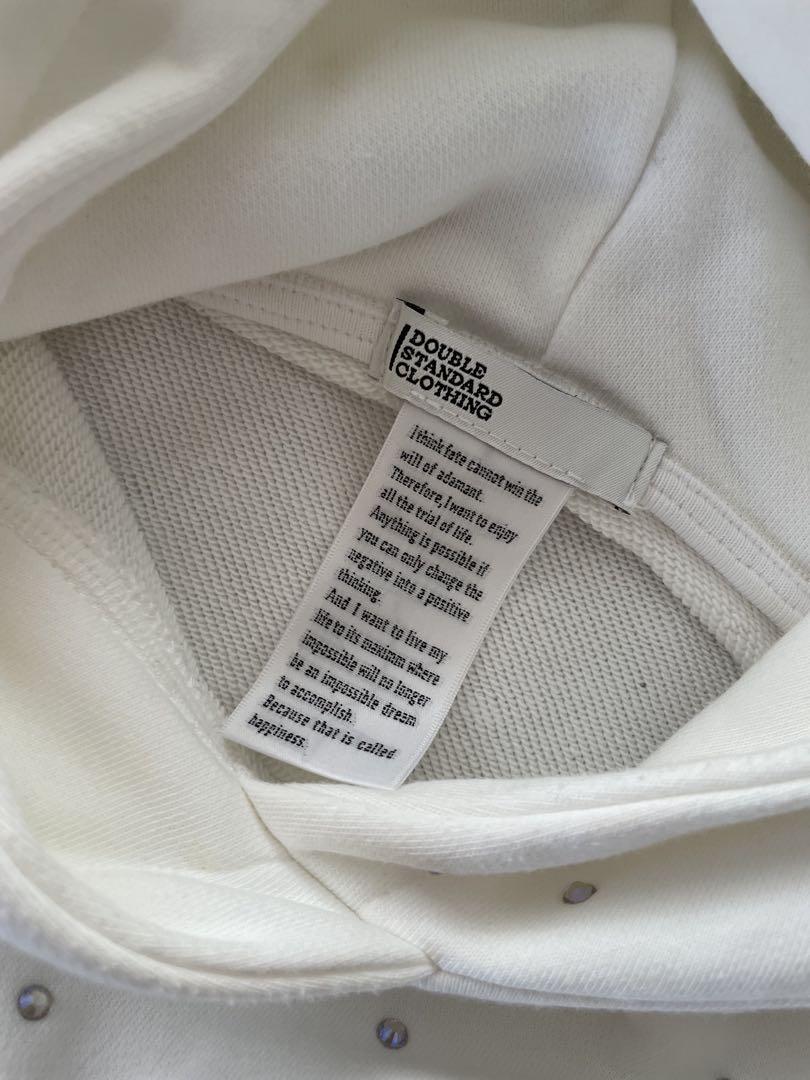 DOUBLE
STANDARD
CLOTHING
I think fate cannot win the
will of adamant.
Therefore,I want to enjoy
all the trial of life.
Anything is possible if
you can only change the
negative into a positive
thinking.
And I want to live my
life to its maximm where
impossible will no longer
be an impossible dream
to accomplish.
Because that is called
happiness.